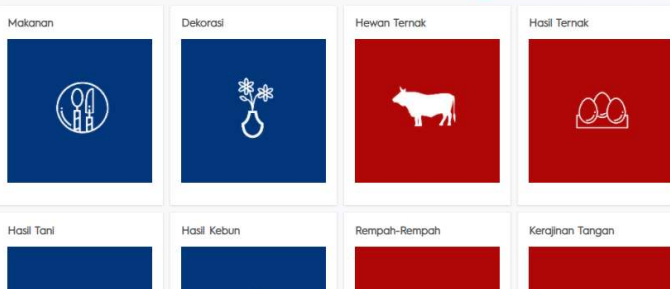 Makanan
Dekorasi
Hewan Ternak
Hasil Ternak
Hasil Tani
Hasil Kebun
Rempah-Rempah
Kerajinan Tangan